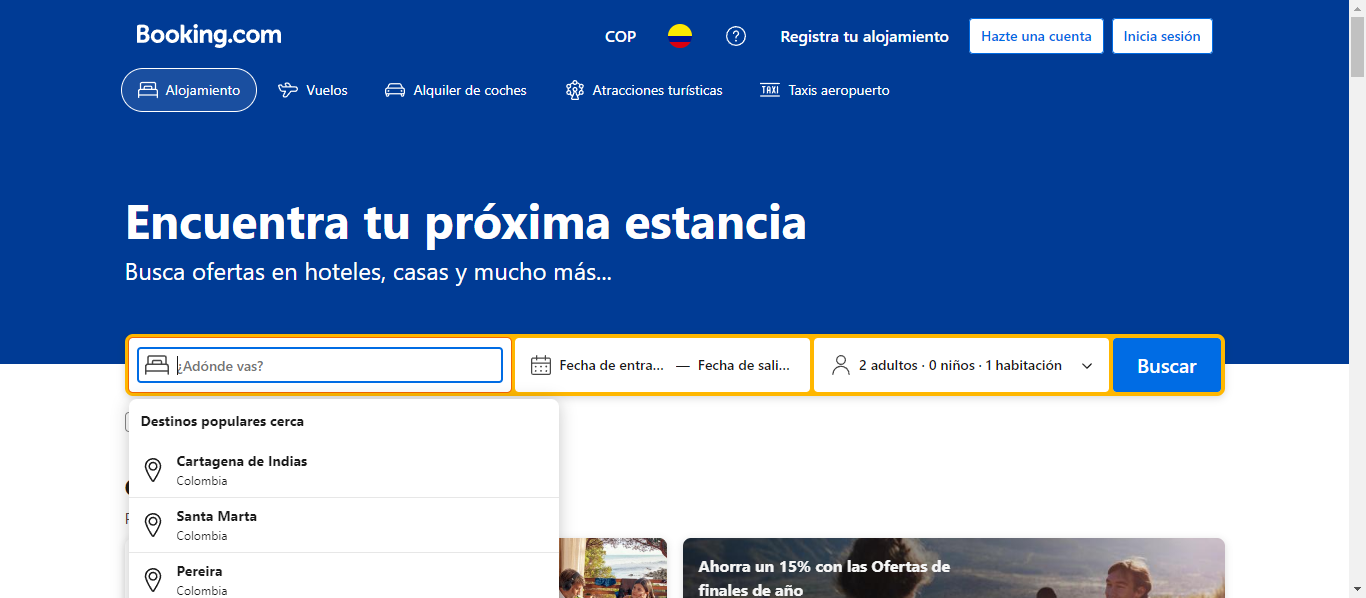 Booking.com
COP
Registra tu alojamiento
Hazte una cuenta
Inicia sesión
Alojamiento
Vuelos
Alquiler de coches
Atracciones turísticas
TAXI
Taxis aeropuerto
Encuentra tu próxima estancia
Busca ofertas en hoteles, casas y mucho más...
¿Adónde vas?
Fecha de entra... — Fecha de sali...
2 adultos · 0 niños · 1 habitación
Buscar
Destinos populares cerca
Cartagena de Indias
Colombia
Santa Marta
Colombia
Pereira
Colombia
Ahorra un 15% con las Ofertas de
finales de año